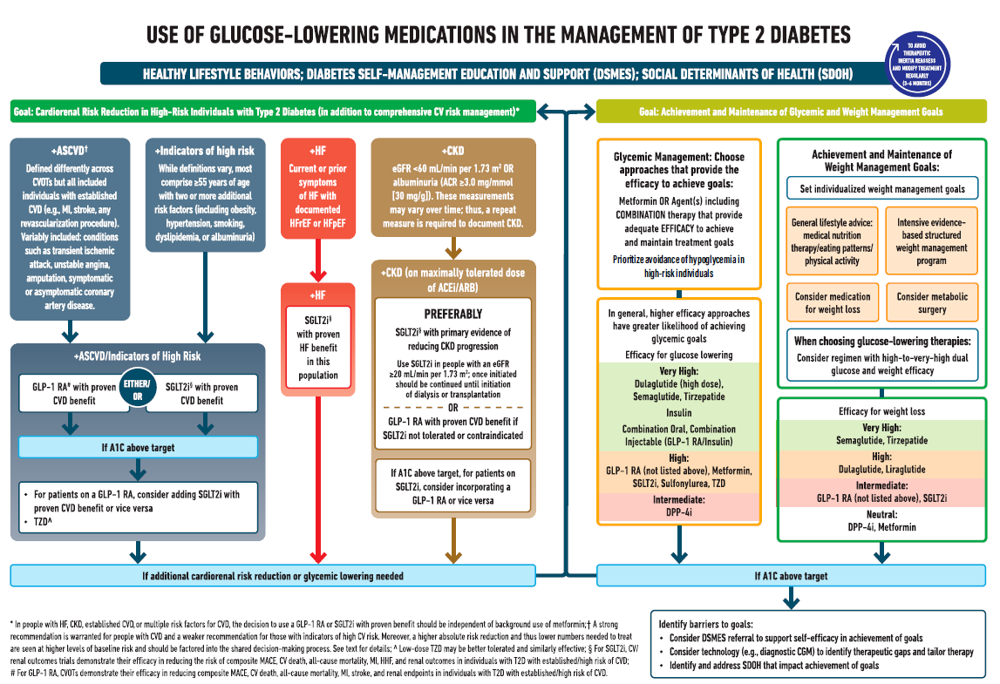 USE OF GLUCOSE-LOWERING MEDICATIONS IN THE MANAGEMENT OF TYPE 2 DIABETES
TO AVOID
THERAPEUTIC
INERTIA REASSESS
AND MODIFY TREATMENT
REGULARLY
(3-6 MONTHS)
HEALTHY LIFESTYLE BEHAVIORS; DIABETES SELF-MANAGEMENT EDUCATION AND SUPPORT (DSMES); SOCIAL DETERMINANTS OF HEALTH (SDOH)
Goal: Cardiorenal Risk Reduction in High-Risk Individuals with Type 2 Diabetes (in addition to comprehensive CV risk management)*
+ASCVD†
Defined differently across
CVOTs but all included
individuals with established
CVD (e.g., MI, stroke, any
revascularization procedure).
Variably included: conditions
such as transient ischemic
attack, unstable angina,
amputation, symptomatic
or asymptomatic coronary
artery disease.
+Indicators of high risk
While definitions vary, most
comprise ≥55 years of age
with two or more additional
risk factors (including obesity,
hypertension, smoking,
dyslipidemia, or albuminuria)
+HF
Current or prior
symptoms
of HF with
documented
HFrEF or HFpEF
+CKD
eGFR <60 mL/min per 1.73 m² OR
albuminuria (ACR ≥3.0 mg/mmol
[30 mg/g]). These measurements
may vary over time; thus, a repeat
measure is required to document CKD.
+ASCVD/Indicators of High Risk
GLP-1 RA# with proven
CVD benefit
EITHER/
OR
SGLT2i§ with proven
CVD benefit
If A1C above target
• For patients on a GLP-1 RA, consider adding SGLT2i with
proven CVD benefit or vice versa
• TZD^
+HF
SGLT2i§
with proven
HF benefit
in this
population
+CKD (on maximally tolerated dose
of ACEi/ARB)
PREFERABLY
SGLT2i§ with primary evidence of
reducing CKD progression
Use SGLT2i in people with an eGFR
≥20 mL/min per 1.73 m²; once initiated
should be continued until initiation
of dialysis or transplantation
OR
GLP-1 RA with proven CVD benefit if
SGLT2i not tolerated or contraindicated
If A1C above target, for patients on
SGLT2i, consider incorporating a
GLP-1 RA or vice versa
If additional cardiorenal risk reduction or glycemic lowering needed
Goal: Achievement and Maintenance of Glycemic and Weight Management Goals
Glycemic Management: Choose
approaches that provide the
efficacy to achieve goals:
Metformin OR Agent(s) including
COMBINATION therapy that provide
adequate EFFICACY to achieve
and maintain treatment goals
Prioritize avoidance of hypoglycemia in
high-risk individuals
In general, higher efficacy approaches
have greater likelihood of achieving
glycemic goals
Efficacy for glucose lowering
Very High:
Dulaglutide (high dose),
Semaglutide, Tirzepatide
Insulin
Combination Oral, Combination
Injectable (GLP-1 RA/Insulin)
High:
GLP-1 RA (not listed above), Metformin,
SGLT2i, Sulfonylurea, TZD
Intermediate:
DPP-4i
Achievement and Maintenance of
Weight Management Goals:
Set individualized weight management goals
General lifestyle advice:
medical nutrition
therapy/eating patterns/
physical activity
Intensive evidence-
based structured
weight management
program
Consider medication
for weight loss
Consider metabolic
surgery
When choosing glucose-lowering therapies:
Consider regimen with high-to-very-high dual
glucose and weight efficacy
Efficacy for weight loss
Very High:
Semaglutide, Tirzepatide
High:
Dulaglutide, Liraglutide
Intermediate:
GLP-1 RA (not listed above), SGLT2i
Neutral:
DPP-4i, Metformin
If A1C above target
Identify barriers to goals:
• Consider DSMES referral to support self-efficacy in achievement of goals
• Consider technology (e.g., diagnostic CGM) to identify therapeutic gaps and tailor therapy
• Identify and address SDOH that impact achievement of goals
* In people with HF, CKD, established CVD, or multiple risk factors for CVD, the decision to use a GLP-1 RA or SGLT2i with proven benefit should be independent of background use of metformin;† A strong
recommendation is warranted for people with CVD and a weaker recommendation for those with indicators of high CV risk. Moreover, a higher absolute risk reduction and thus lower numbers needed to treat
are seen at higher levels of baseline risk and should be factored into the shared decision-making process. See text for details; ^ Low-dose TZD may be better tolerated and similarly effective; § For SGLT2i, CV/
renal outcomes trials demonstrate their efficacy in reducing the risk of composite MACE, CV death, all-cause mortality, MI, HHF, and renal outcomes in individuals with T2D with established/high risk of CVD;
# For GLP-1 RA, CVOTs demonstrate their efficacy in reducing composite MACE, CV death, all-cause mortality, MI, stroke, and renal endpoints in individuals with T2D with established/high risk of CVD.